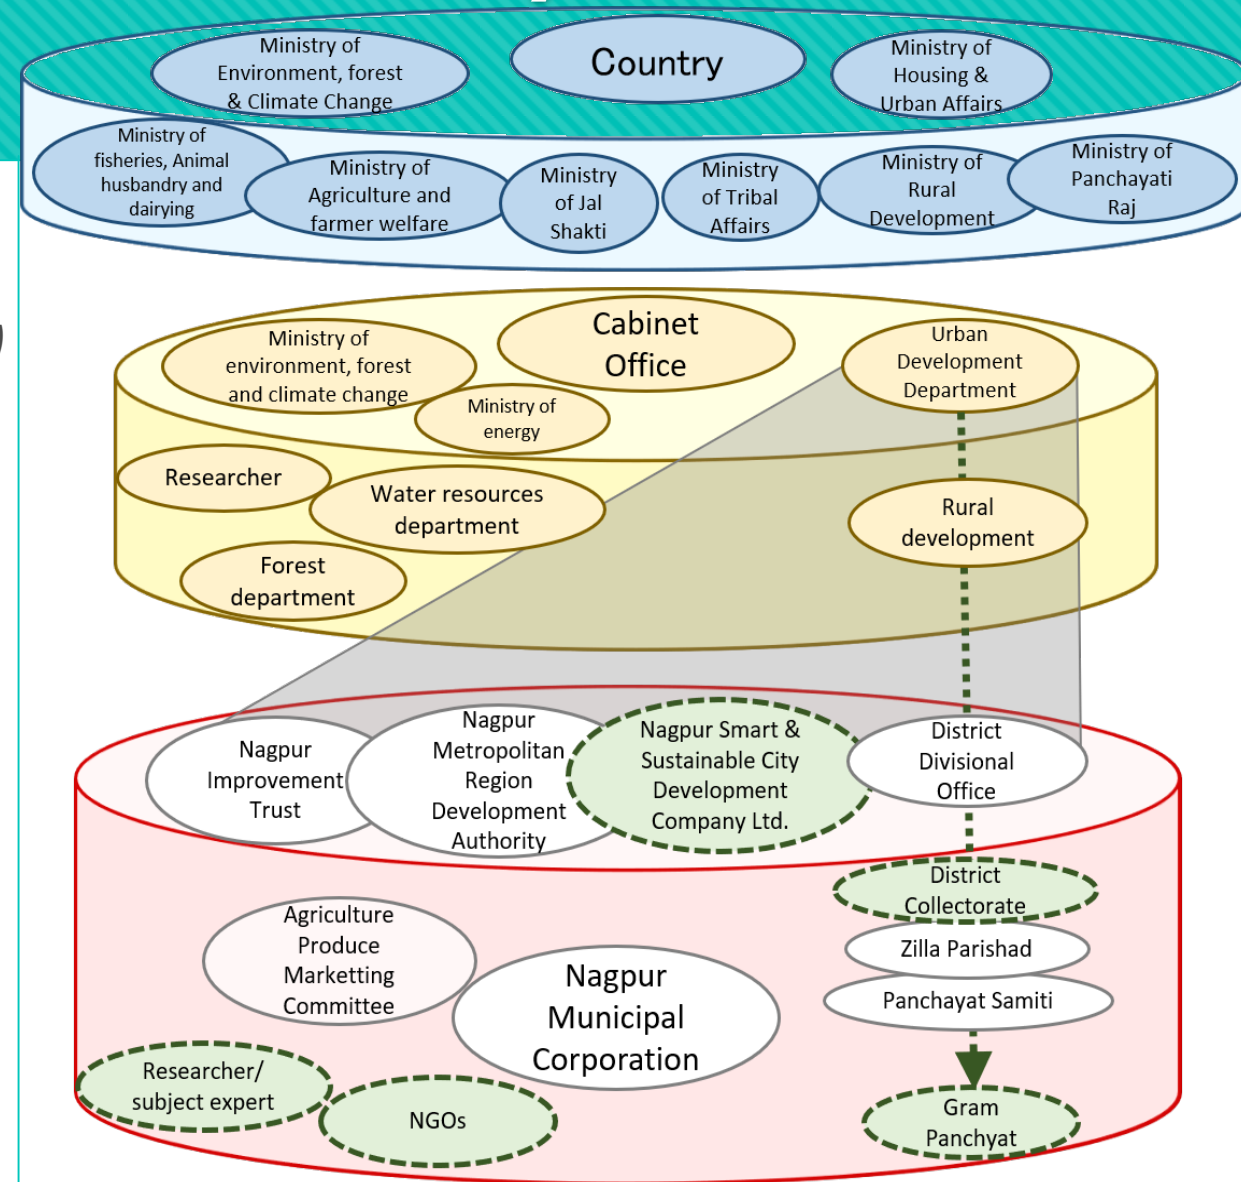 Ministry of
Environment, forest
& Climate Change
Country
Ministry of
Housing &
Urban Affairs
Ministry of
fisheries, Animal
husbandry and
dairying
Ministry of
Agriculture and
farmer welfare
Ministry
of Jal
Shakti
Ministry
of Tribal
Affairs
Ministry of
Rural
Development
Ministry of
Panchayati
Raj
Ministry of
environment, forest
and climate change
Cabinet
Office
Urban
Development
Department
Ministry of
energy
Researcher
Water resources
department
Rural
development
Forest
department
Nagpur
Improvement
Trust
Nagpur
Metropolitan
Region
Development
Authority
Nagpur Smart &
Sustainable City
Development
Company Ltd.
District
Divisional
Office
District
Collectorate
Agriculture
Produce
Marketting
Committee
Zilla Parishad
Nagpur
Municipal
Corporation
Panchayat Samiti
Researcher/
subject expert
NGOs
Gram
Panchyat